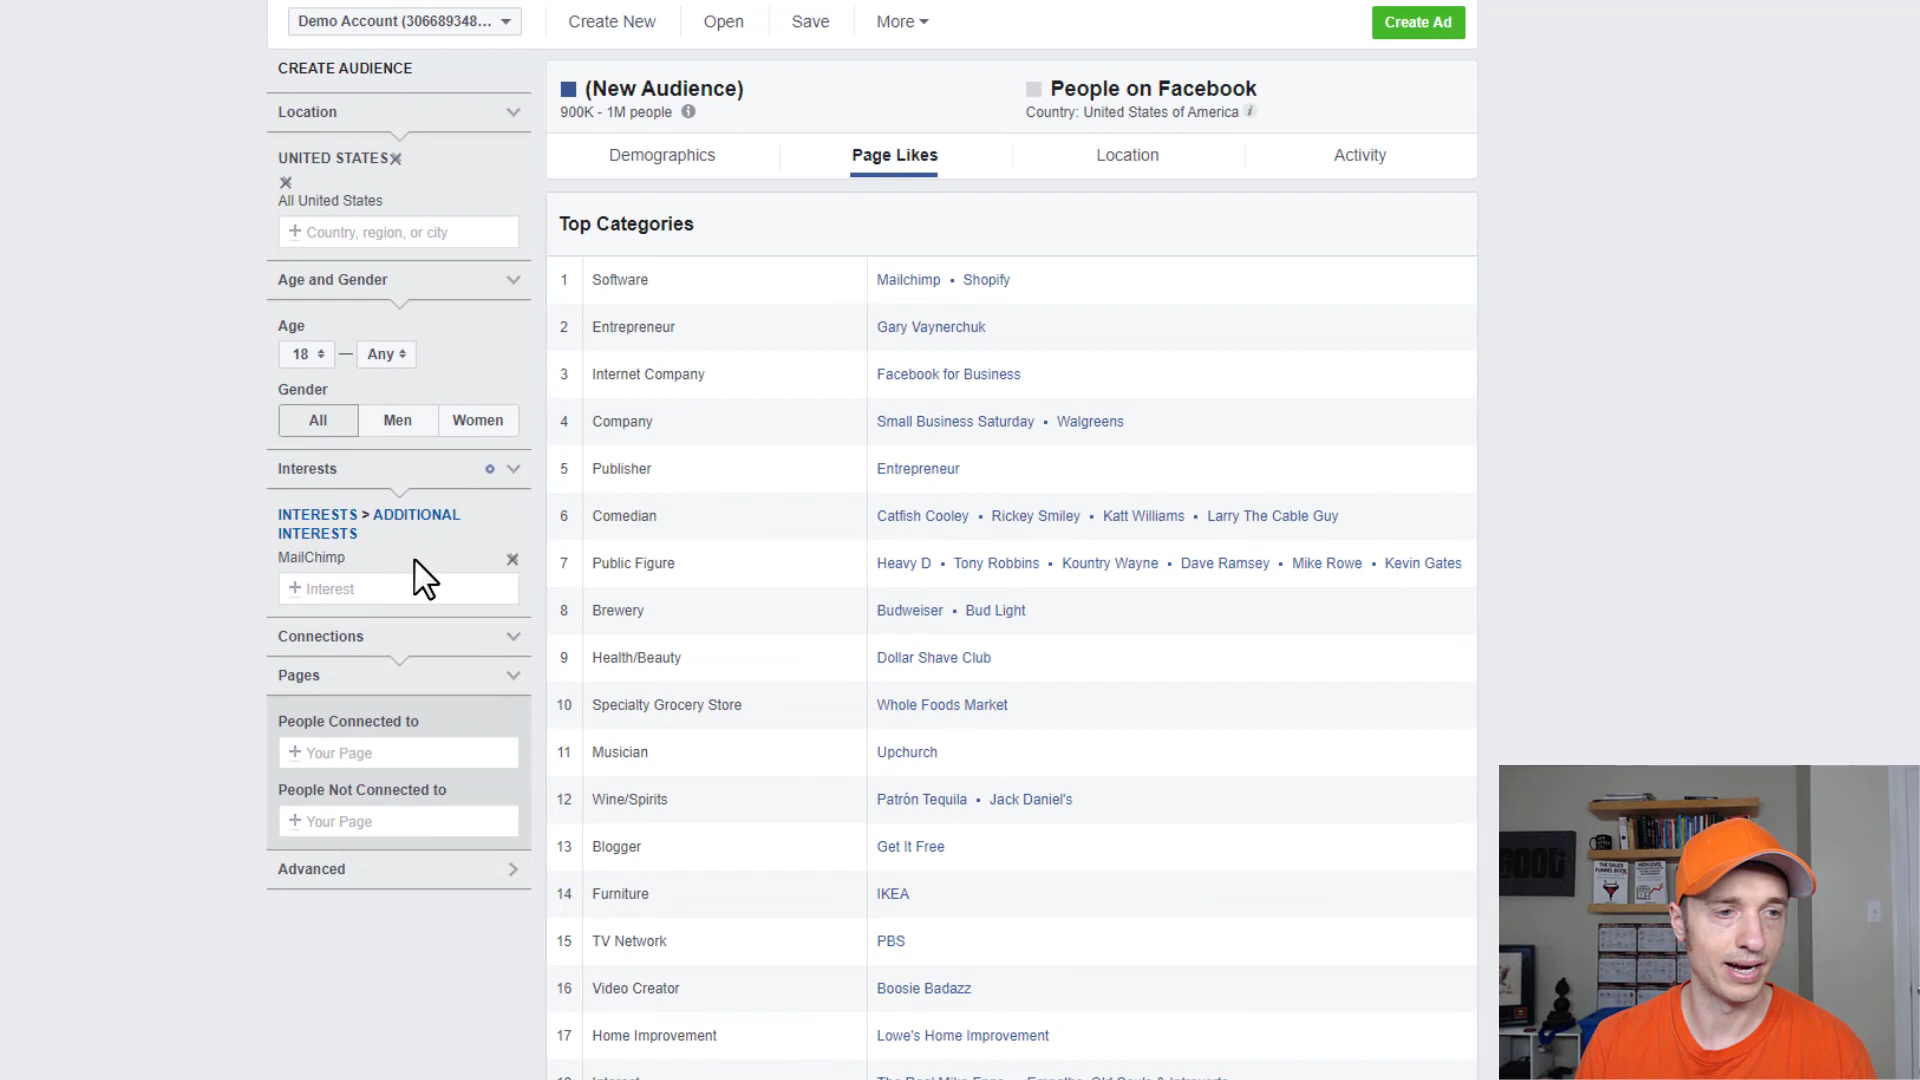 Demo Account (306689348...
Create New
Open
Save
More
Create Ad
CREATE AUDIENCE
Location
UNITED STATES
All United States
Country, region, or city
Age and Gender
Age
18 — Any
Gender
All Men Women
Interests
INTERESTS > ADDITIONAL
INTERESTS
MailChimp
Interest
Connections
Pages
People Connected to
Your Page
People Not Connected to
Your Page
Advanced
(New Audience)
900K - 1M people
People on Facebook
Country: United States of America
Demographics Page Likes Location Activity
Top Categories
1 Software Mailchimp • Shopify
2 Entrepreneur Gary Vaynerchuk
3 Internet Company Facebook for Business
4 Company Small Business Saturday • Walgreens
5 Publisher Entrepreneur
6 Comedian Catfish Cooley • Rickey Smiley • Katt Williams • Larry The Cable Guy
7 Public Figure Heavy D • Tony Robbins • Kountry Wayne • Dave Ramsey • Mike Rowe • Kevin Gates
8 Brewery Budweiser • Bud Light
9 Health/Beauty Dollar Shave Club
10 Specialty Grocery Store Whole Foods Market
11 Musician Upchurch
12 Wine/Spirits Patrón Tequila • Jack Daniel's
13 Blogger Get It Free
14 Furniture IKEA
15 TV Network PBS
16 Video Creator Boosie Badazz
17 Home Improvement Lowe's Home Improvement
GOOD